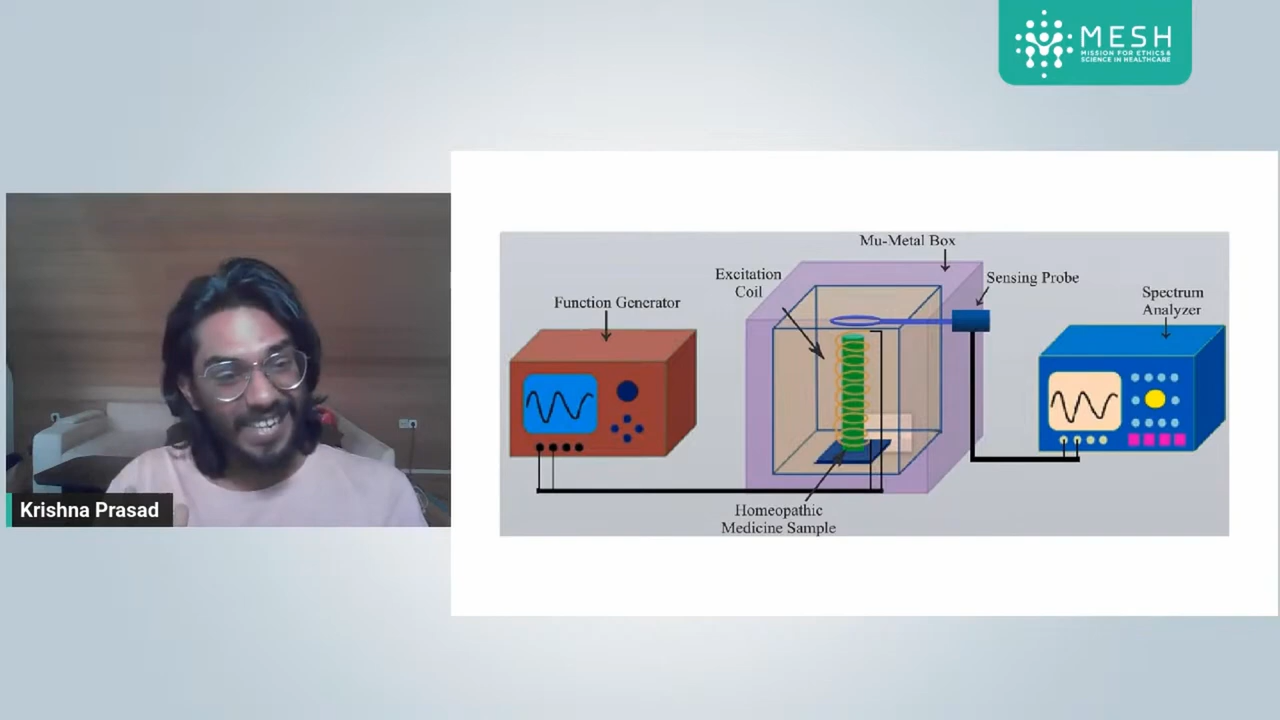 MESH
MISSION FOR ETHICS &
SCIENCE IN HEALTHCARE
Mu-Metal Box
Excitation
Coil
Sensing Probe
Function Generator
Spectrum
Analyzer
Krishna Prasad
Homeopathic
Medicine Sample